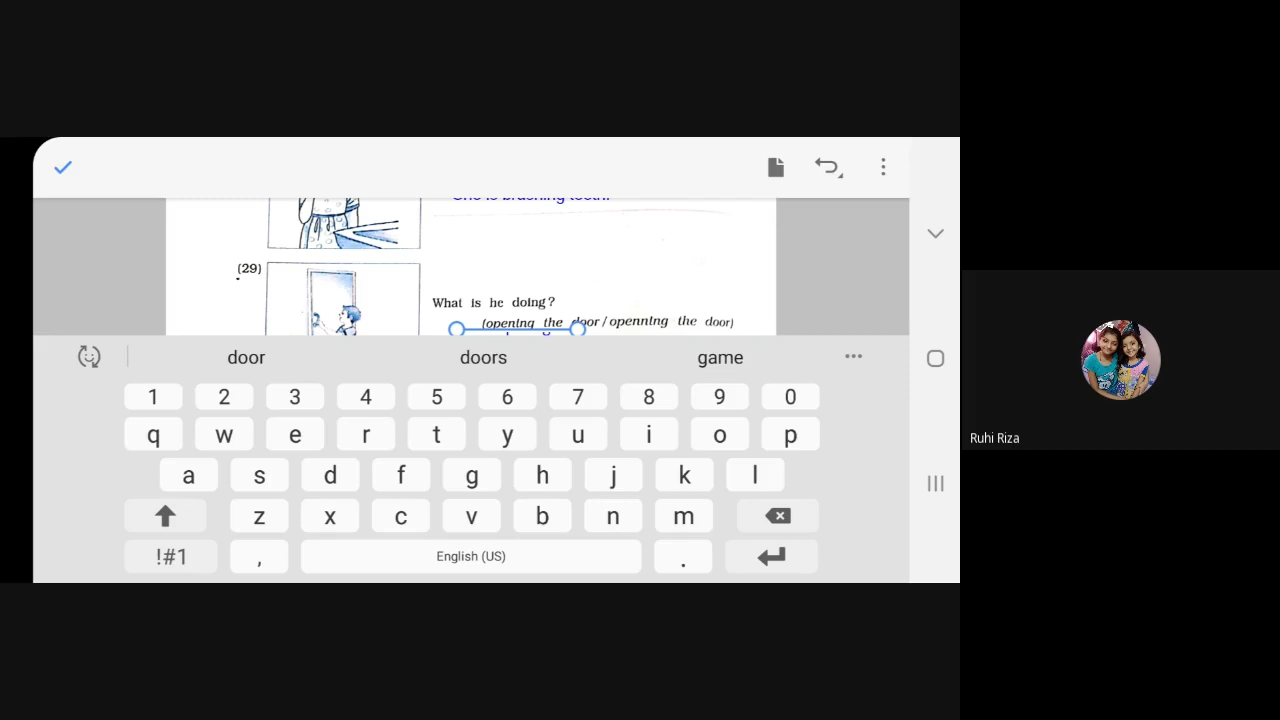 She is brushing teeth.
(29)
What is he doing?
(opening the door / openning the door)
door doors game
1 2 3 4 5 6 7 8 9 0
q w e r t y u i o p
a s d f g h j k l
z x c v b n m
!#1 , English (US) .
Ruhi Riza